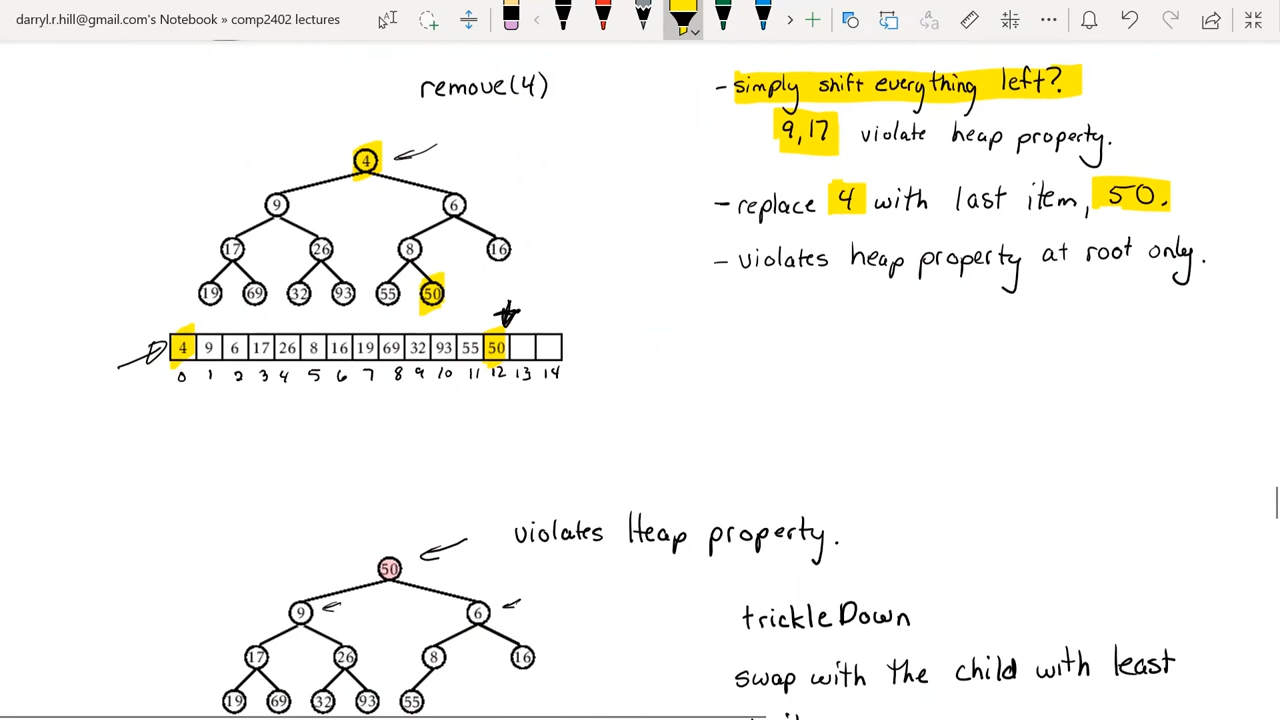 darryl.r.hill@gmail.com's Notebook » comp2402 lectures
remove(4)
4
9 6
17 26 8 16
19 69 32 93 55 50
4 9 6 17 26 8 16 19 69 32 93 55 50
0 1 2 3 4 5 6 7 8 9 10 11 12 13 14
- simply shift everything left?
9,17 violate heap property.
- replace 4 with last item, 50.
- violates heap property at root only.
violates Heap property.
50
9 6
17 26 8 16
19 69 32 93 55
trickleDown
swap with the child with least